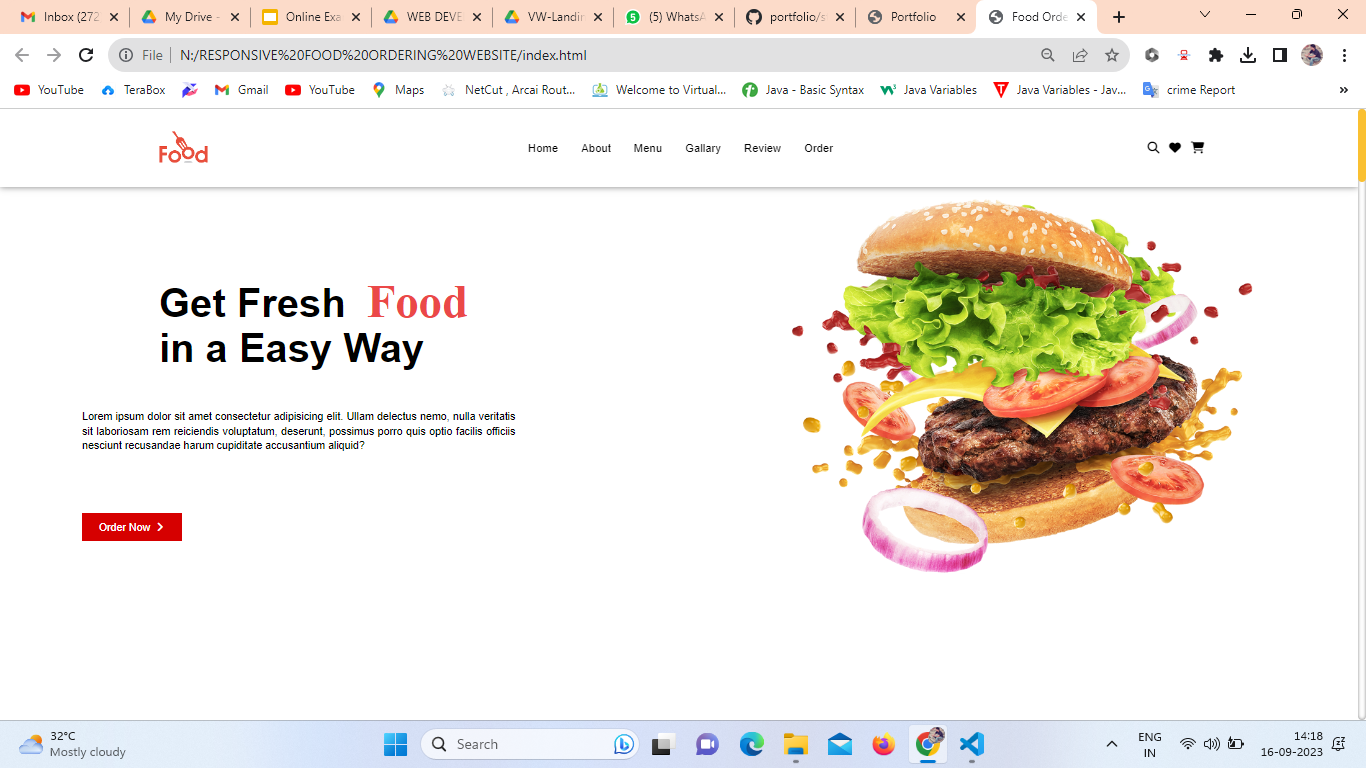 Inbox (272
My Drive -
Online Exa
WEB DEVE
VW-Landin
(5) WhatsA
portfolio/s
Portfolio
Food Orde
File
N:/RESPONSIVE%20FOOD%20ORDERING%20WEBSITE/index.html
YouTube
TeraBox
Gmail
YouTube
Maps
NetCut , Arcai Rout...
Welcome to Virtual...
Java - Basic Syntax
Java Variables
Java Variables - Jav...
crime Report
»
Food
Home
About
Menu
Gallary
Review
Order
Get Fresh Food
in a Easy Way
Lorem ipsum dolor sit amet consectetur adipisicing elit. Ullam delectus nemo, nulla veritatis
sit laboriosam rem reiciendis voluptatum, deserunt, possimus porro quis optio facilis officiis
nesciunt recusandae harum cupiditate accusantium aliquid?
Order Now
32°C
Mostly cloudy
Search
ENG
IN
14:18
16-09-2023